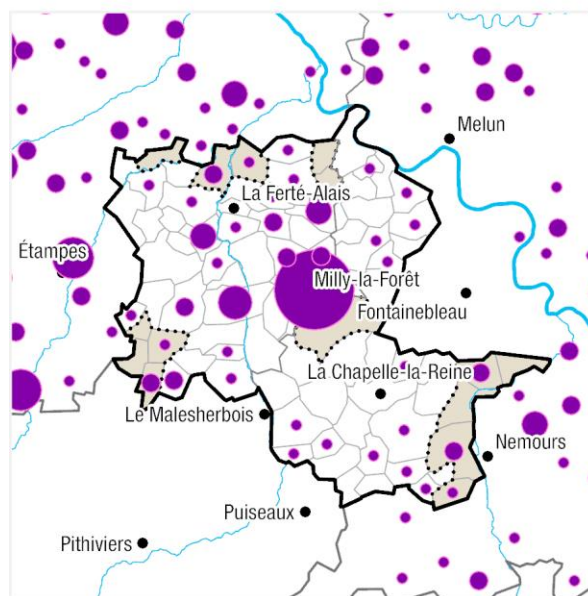 Melun
La Ferté-Alais
Étampes
Milly-la-Forêt
Fontainebleau
La Chapelle-la-Reine
Le Malesherbois
Nemours
Puiseaux
Pithiviers